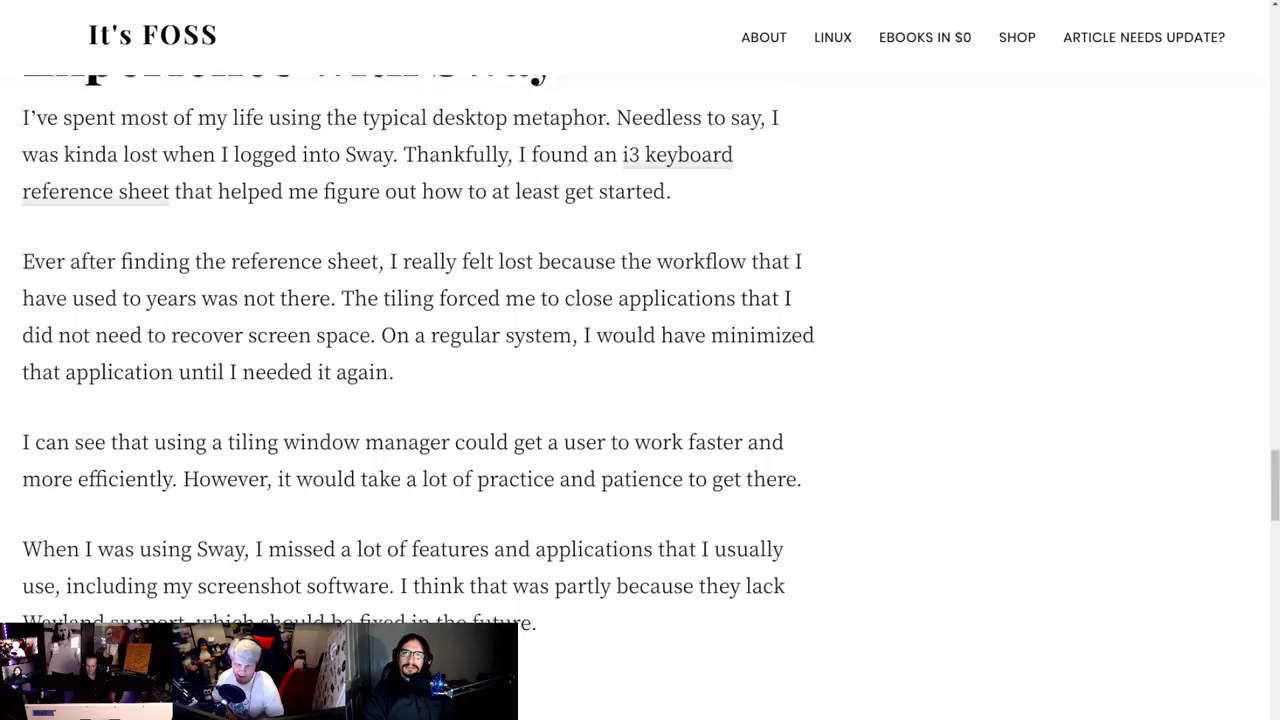 It's FOSS
ABOUT LINUX EBOOKS IN $0 SHOP ARTICLE NEEDS UPDATE?
Experience with Sway
I’ve spent most of my life using the typical desktop metaphor. Needless to say, I
was kinda lost when I logged into Sway. Thankfully, I found an i3 keyboard
reference sheet that helped me figure out how to at least get started.
Ever after finding the reference sheet, I really felt lost because the workflow that I
have used to years was not there. The tiling forced me to close applications that I
did not need to recover screen space. On a regular system, I would have minimized
that application until I needed it again.
I can see that using a tiling window manager could get a user to work faster and
more efficiently. However, it would take a lot of practice and patience to get there.
When I was using Sway, I missed a lot of features and applications that I usually
use, including my screenshot software. I think that was partly because they lack
Wayland support, which should be fixed in the future.